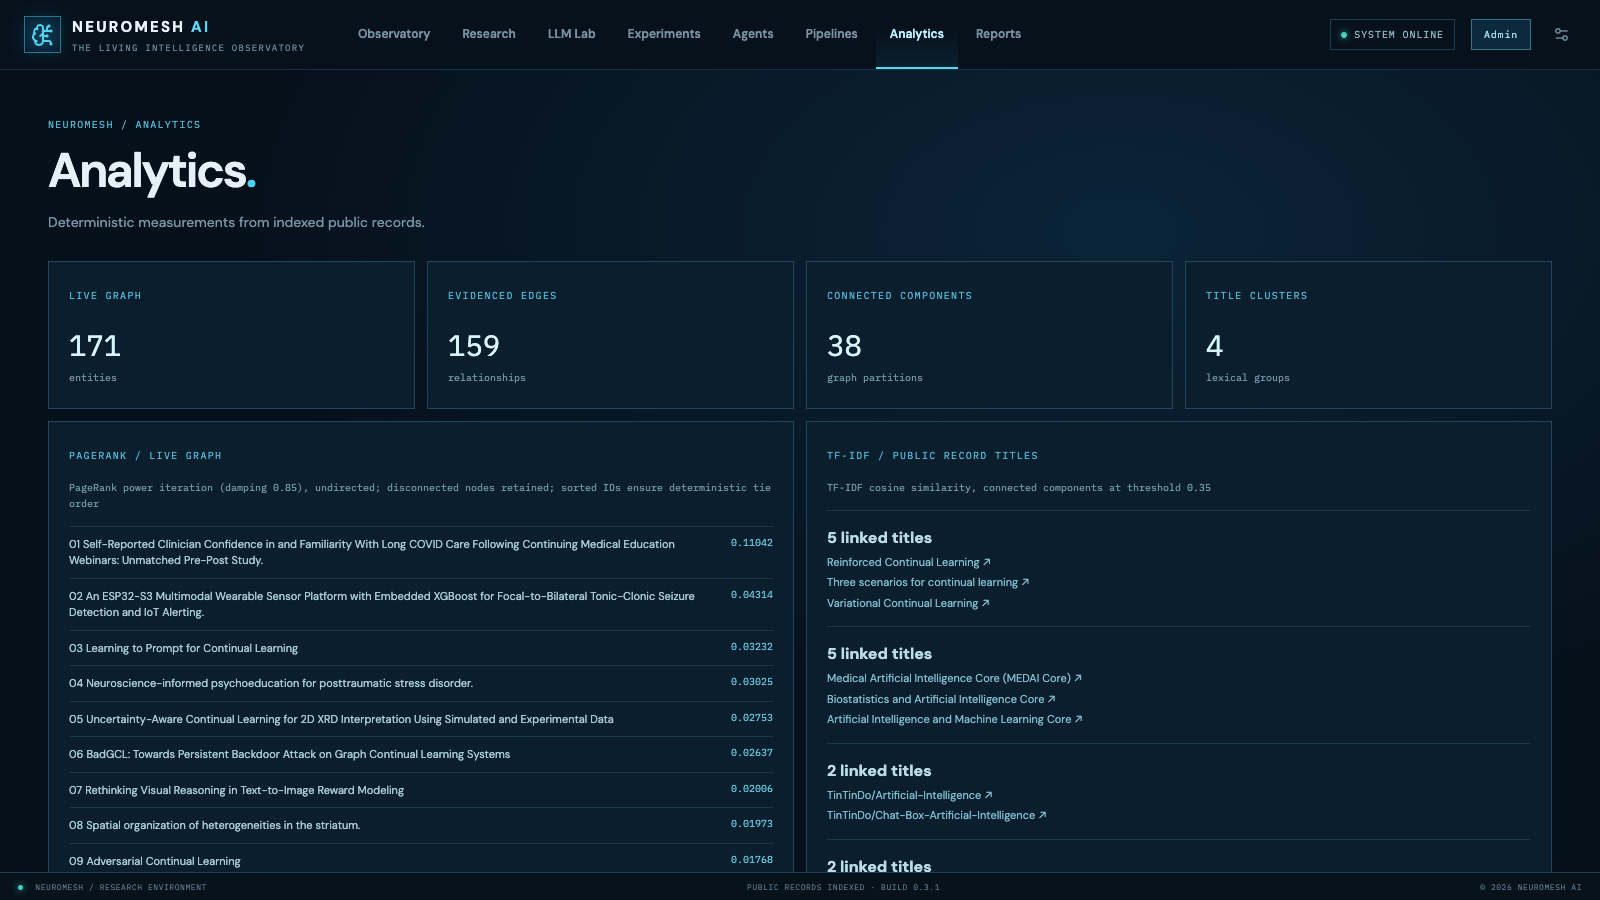 NEUROMESH AI
THE LIVING INTELLIGENCE OBSERVATORY
Observatory
Research
LLM Lab
Experiments
Agents
Pipelines
Analytics
Reports
SYSTEM ONLINE
Admin
NEUROMESH / ANALYTICS
Analytics.
Deterministic measurements from indexed public records.
LIVE GRAPH
171
entities
EVIDENCED EDGES
159
relationships
CONNECTED COMPONENTS
38
graph partitions
TITLE CLUSTERS
4
lexical groups
PAGERANK / LIVE GRAPH
PageRank power iteration (damping 0.85), undirected; disconnected nodes retained; sorted IDs ensure deterministic tie
order
01 Self-Reported Clinician Confidence in and Familiarity With Long COVID Care Following Continuing Medical Education 0.11042
Webinars: Unmatched Pre-Post Study.
02 An ESP32-S3 Multimodal Wearable Sensor Platform with Embedded XGBoost for Focal-to-Bilateral Tonic-Clonic Seizure 0.04314
Detection and IoT Alerting.
03 Learning to Prompt for Continual Learning 0.03232
04 Neuroscience-informed psychoeducation for posttraumatic stress disorder. 0.03025
05 Uncertainty-Aware Continual Learning for 2D XRD Interpretation Using Simulated and Experimental Data 0.02753
06 BadGCL: Towards Persistent Backdoor Attack on Graph Continual Learning Systems 0.02637
07 Rethinking Visual Reasoning in Text-to-Image Reward Modeling 0.02006
08 Spatial organization of heterogeneities in the striatum. 0.01973
09 Adversarial Continual Learning 0.01768
TF-IDF / PUBLIC RECORD TITLES
TF-IDF cosine similarity, connected components at threshold 0.35
5 linked titles
Reinforced Continual Learning ↗
Three scenarios for continual learning ↗
Variational Continual Learning ↗
5 linked titles
Medical Artificial Intelligence Core (MEDAI Core) ↗
Biostatistics and Artificial Intelligence Core ↗
Artificial Intelligence and Machine Learning Core ↗
2 linked titles
TinTinDo/Artificial-Intelligence ↗
TinTinDo/Chat-Box-Artificial-Intelligence ↗
2 linked titles
NEUROMESH / RESEARCH ENVIRONMENT
PUBLIC RECORDS INDEXED · BUILD 0.3.1
© 2026 NEUROMESH AI